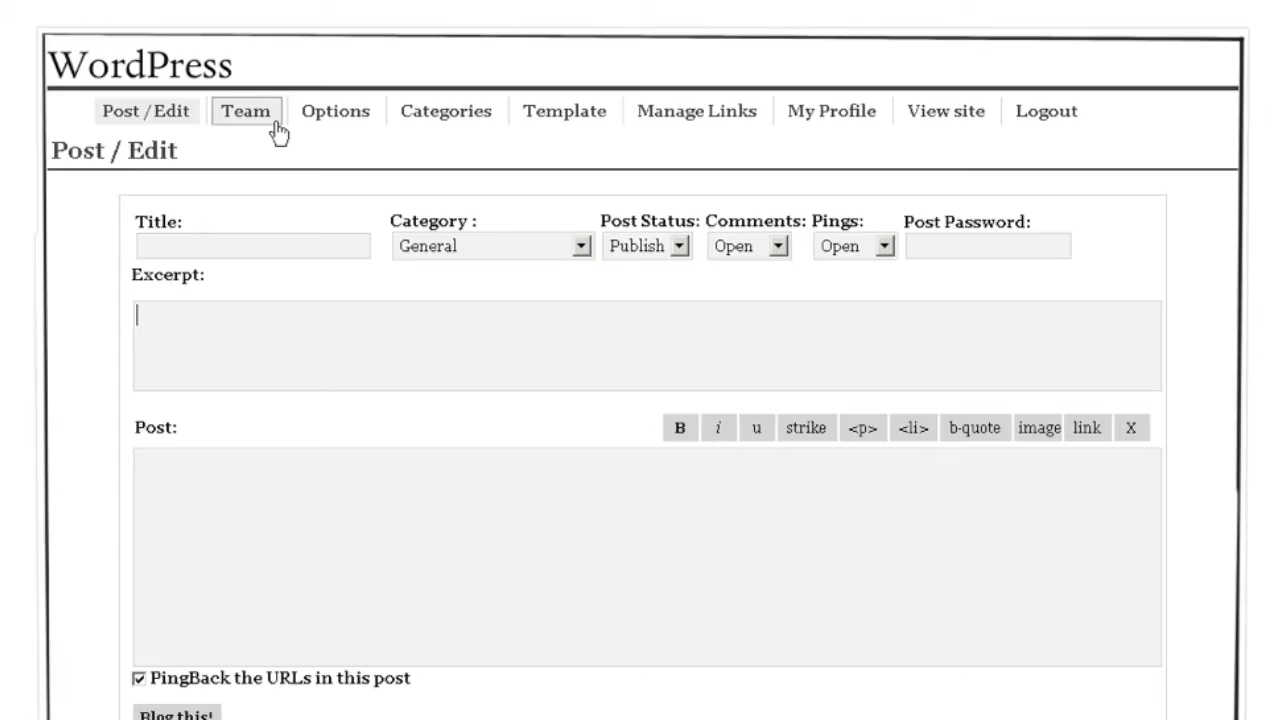 WordPress
Post / Edit Team Options Categories Template Manage Links My Profile View site Logout
Post / Edit
Title: Category : Post Status: Comments: Pings: Post Password:
General Publish Open Open
Excerpt:
Post: B i u strike <p> <li> b-quote image link X
PingBack the URLs in this post
Blog this!